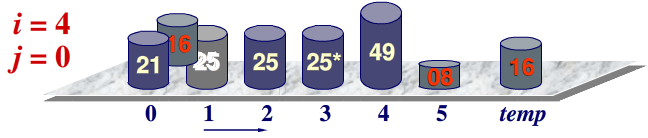 i = 4
j = 0
21 16 25 25 25* 49 08 16
0 1 2 3 4 5 temp